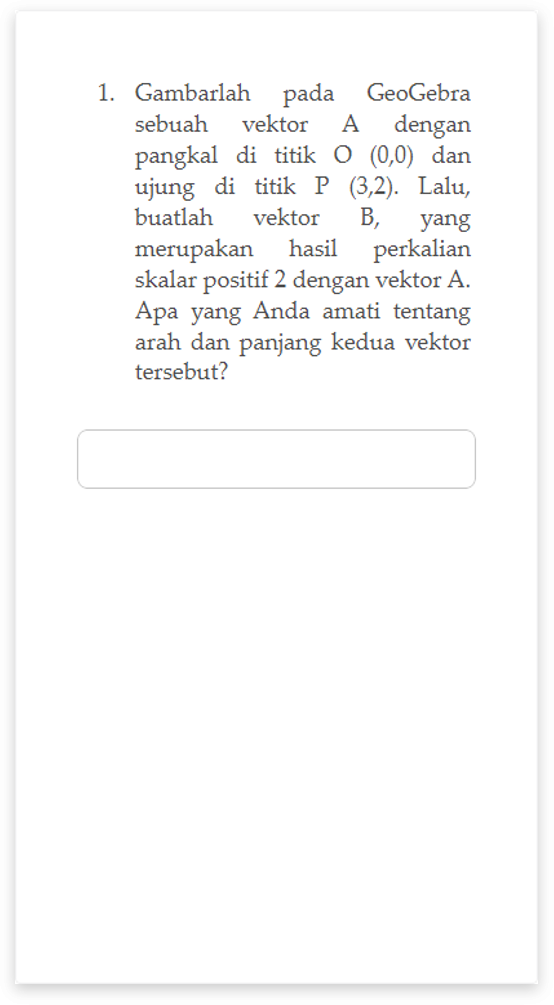 1. Gambarlah pada GeoGebra
sebuah vektor A dengan
pangkal di titik O (0,0) dan
ujung di titik P (3,2). Lalu,
buatlah vektor B, yang
merupakan hasil perkalian
skalar positif 2 dengan vektor A.
Apa yang Anda amati tentang
arah dan panjang kedua vektor
tersebut?